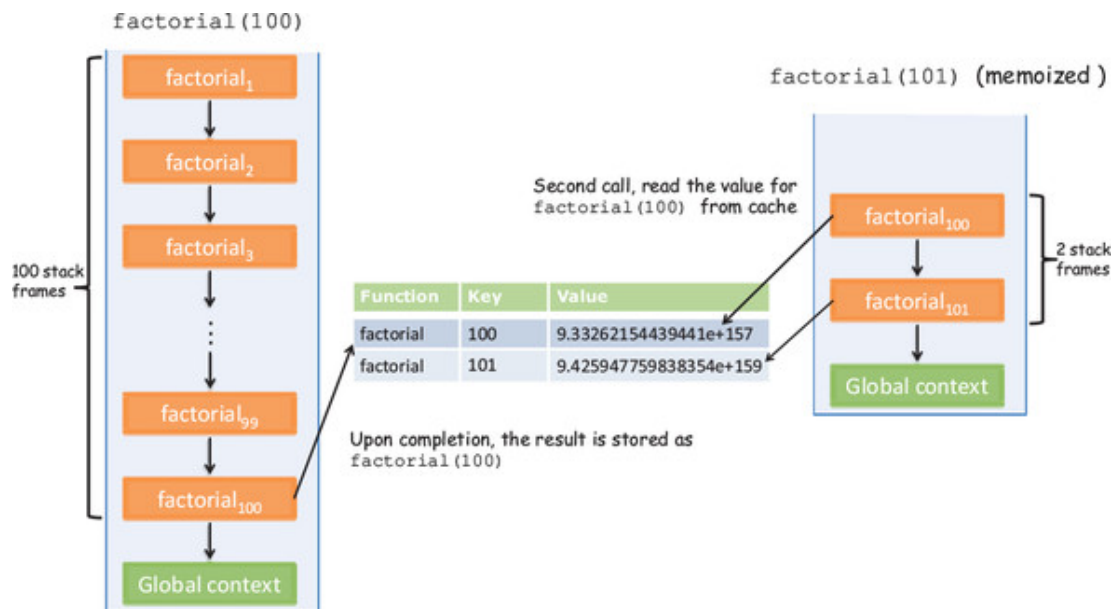 factorial(100)
factorial1
factorial2
factorial3
100 stack
frames
factorial99
factorial100
Global context
Function Key Value
factorial 100 9.33262154439441e+157
factorial 101 9.425947759838354e+159
Upon completion, the result is stored as
factorial(100)
Second call, read the value for
factorial(100) from cache
factorial(101) (memoized )
factorial100
factorial101
2 stack
frames
Global context